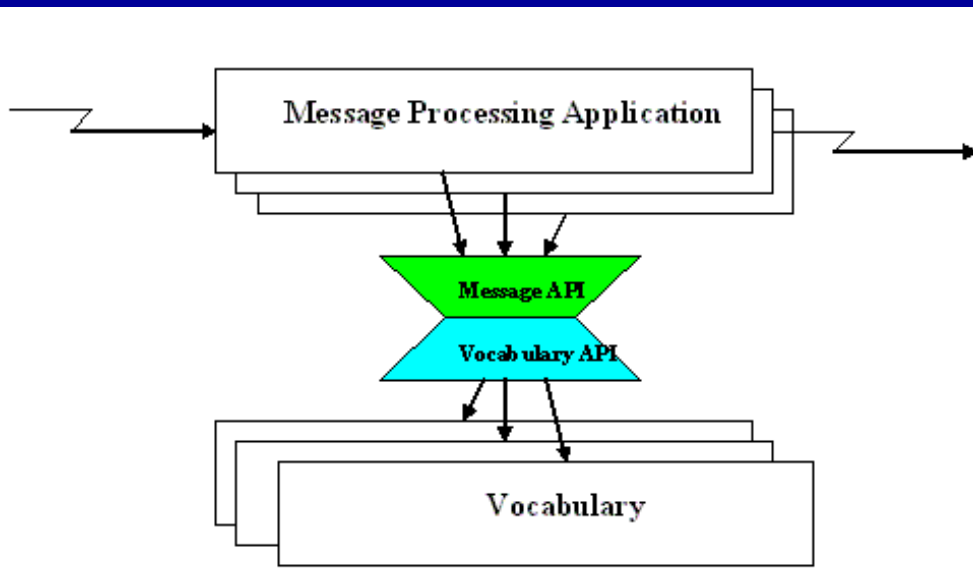 Message Processing Application
Message API
Vocabulary API
Vocabulary